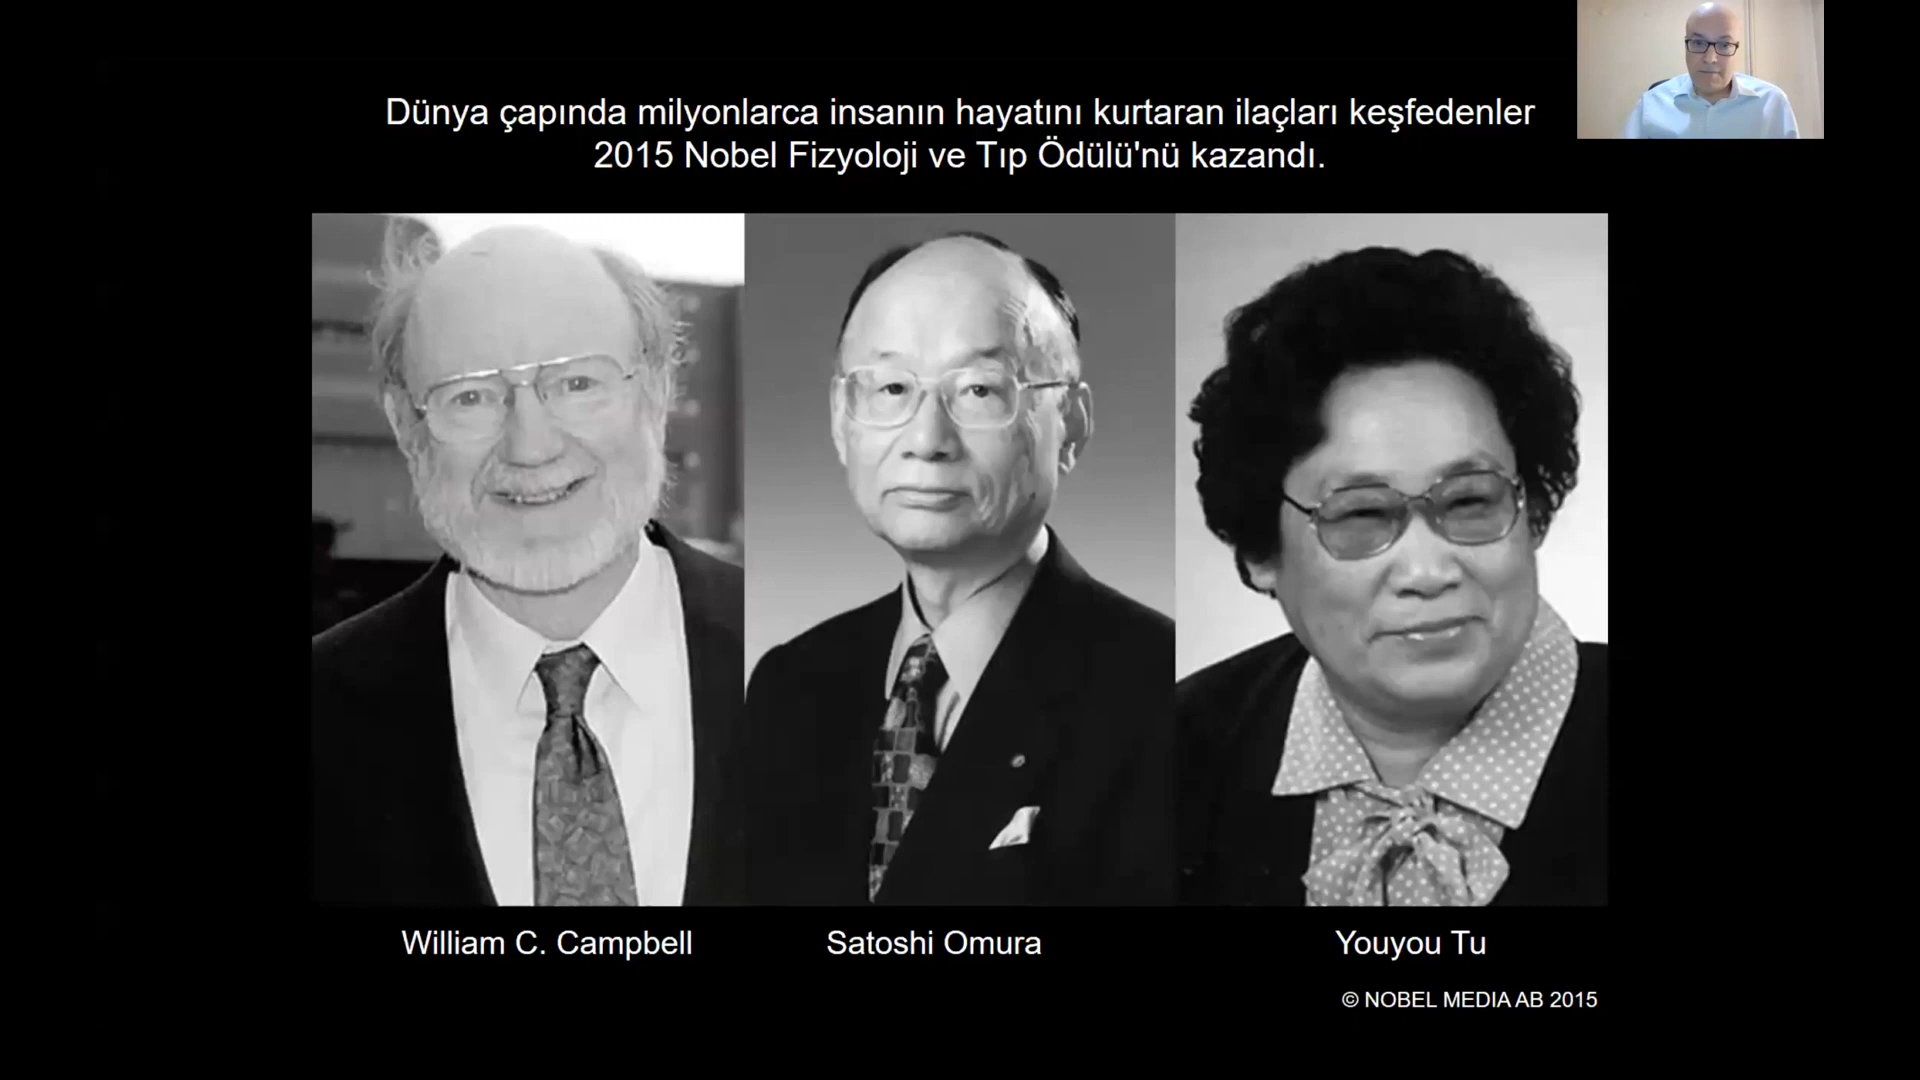 Dünya çapında milyonlarca insanın hayatını kurtaran ilaçları keşfedenler
2015 Nobel Fizyoloji ve Tıp Ödülü'nü kazandı.
William C. Campbell
Satoshi Omura
Youyou Tu
© NOBEL MEDIA AB 2015